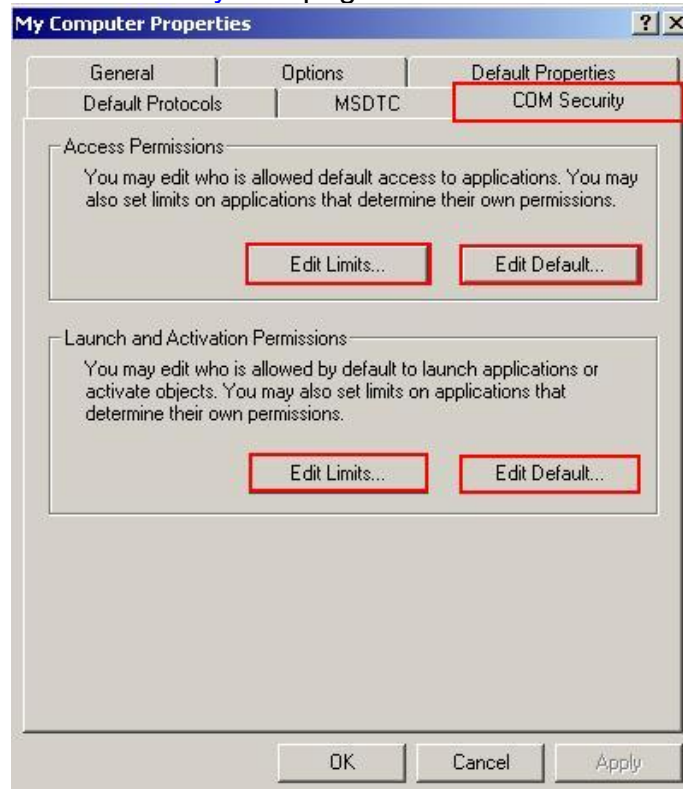 My Computer Properties
General Options Default Properties
Default Protocols MSDTC COM Security
Access Permissions
You may edit who is allowed default access to applications. You may
also set limits on applications that determine their own permissions.
Edit Limits... Edit Default...
Launch and Activation Permissions
You may edit who is allowed by default to launch applications or
activate objects. You may also set limits on applications that
determine their own permissions.
Edit Limits... Edit Default...
OK Cancel Apply